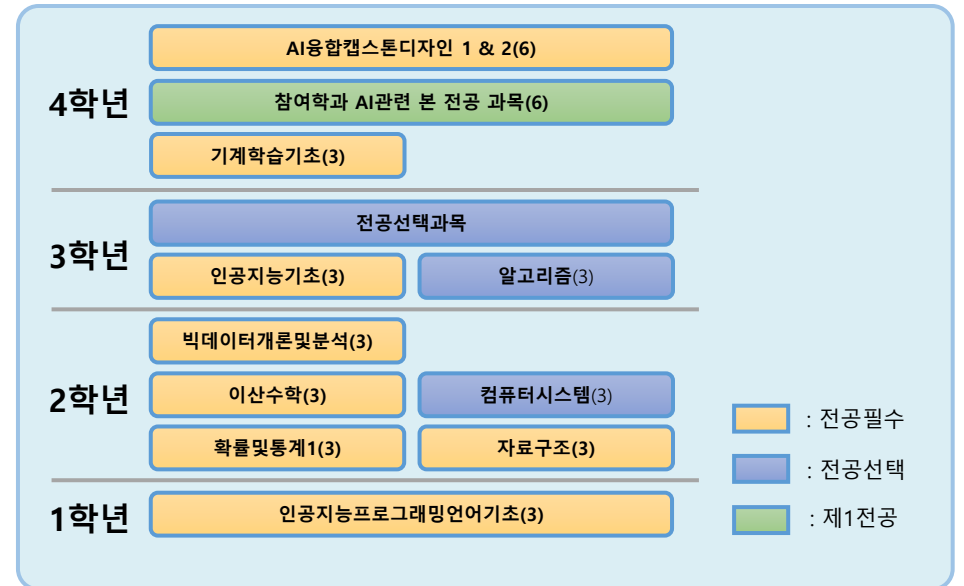 AI융합캡스톤디자인 1 & 2(6)
4학년
참여학과 AI관련 본 전공 과목(6)
기계학습기초(3)
전공선택과목
3학년
인공지능기초(3) 알고리즘(3)
빅데이터개론및분석(3)
2학년
이산수학(3) 컴퓨터시스템(3)
확률및통계1(3) 자료구조(3)
: 전공필수
: 전공선택
1학년
인공지능프로그래밍언어기초(3)
: 제1전공